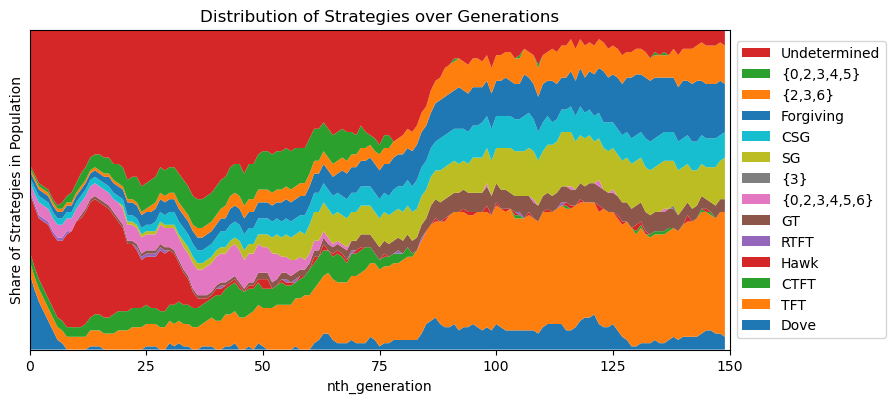 Distribution of Strategies over Generations
Share of Strategies in Population
0
25
50
75
100
125
150
nth_generation
Undetermined
{0,2,3,4,5}
{2,3,6}
Forgiving
CSG
SG
{3}
{0,2,3,4,5,6}
GT
RTFT
Hawk
CTFT
TFT
Dove